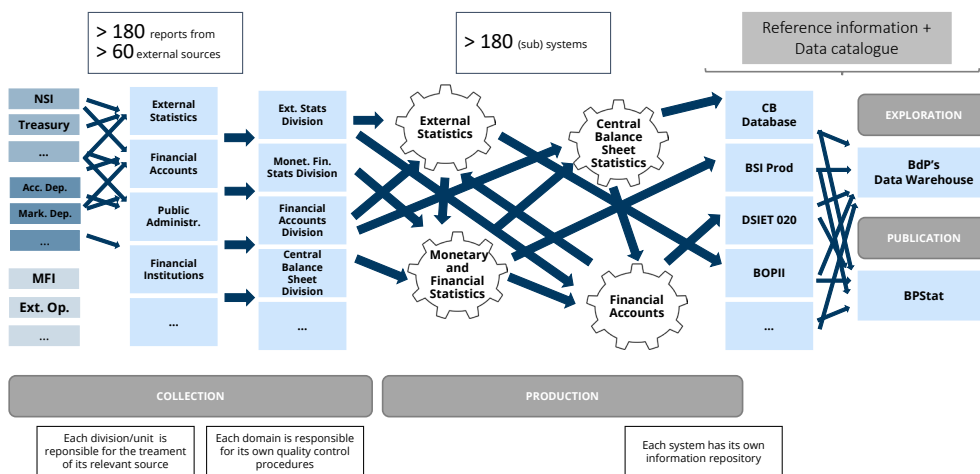 > 180 reports from
> 60 external sources
> 180 (sub) systems
Reference information +
Data catalogue
NSI
Treasury
...
Acc. Dep.
Mark. Dep.
...
MFI
Ext. Op.
...
External
Statistics
Financial
Accounts
Public
Administr.
Financial
Institutions
...
Ext. Stats
Division
Monet. Fin.
Stats Division
Financial
Accounts
Division
Central
Balance
Sheet
Division
...
External
Statistics
Monetary
and
Financial
Statistics
Central
Balance
Sheet
Statistics
Financial
Accounts
CB
Database
BSI Prod
DSIET 020
BOPII
...
EXPLORATION
BdP's
Data Warehouse
PUBLICATION
BPStat
COLLECTION
PRODUCTION
Each division/unit is
reponsible for the treament
of its relevant source
Each domain is responsible
for its own quality control
procedures
Each system has its own
information repository